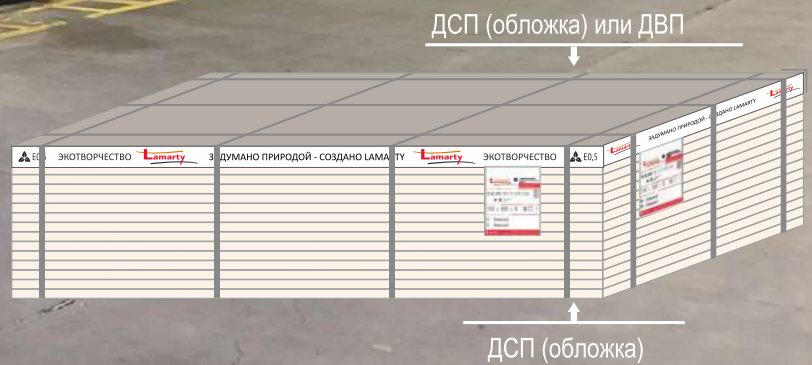 ДСП (обложка) или ДВП
Е0,5 ЭКОТВОРЧЕСТВО Lamarty ЗАДУМАНО ПРИРОДОЙ - СОЗДАНО LAMARTY Lamarty ЭКОТВОРЧЕСТВО Е0,5
Lamarty ЗАДУМАНО ПРИРОДОЙ - СОЗДАНО LAMARTY Lamarty
ДСП (обложка)